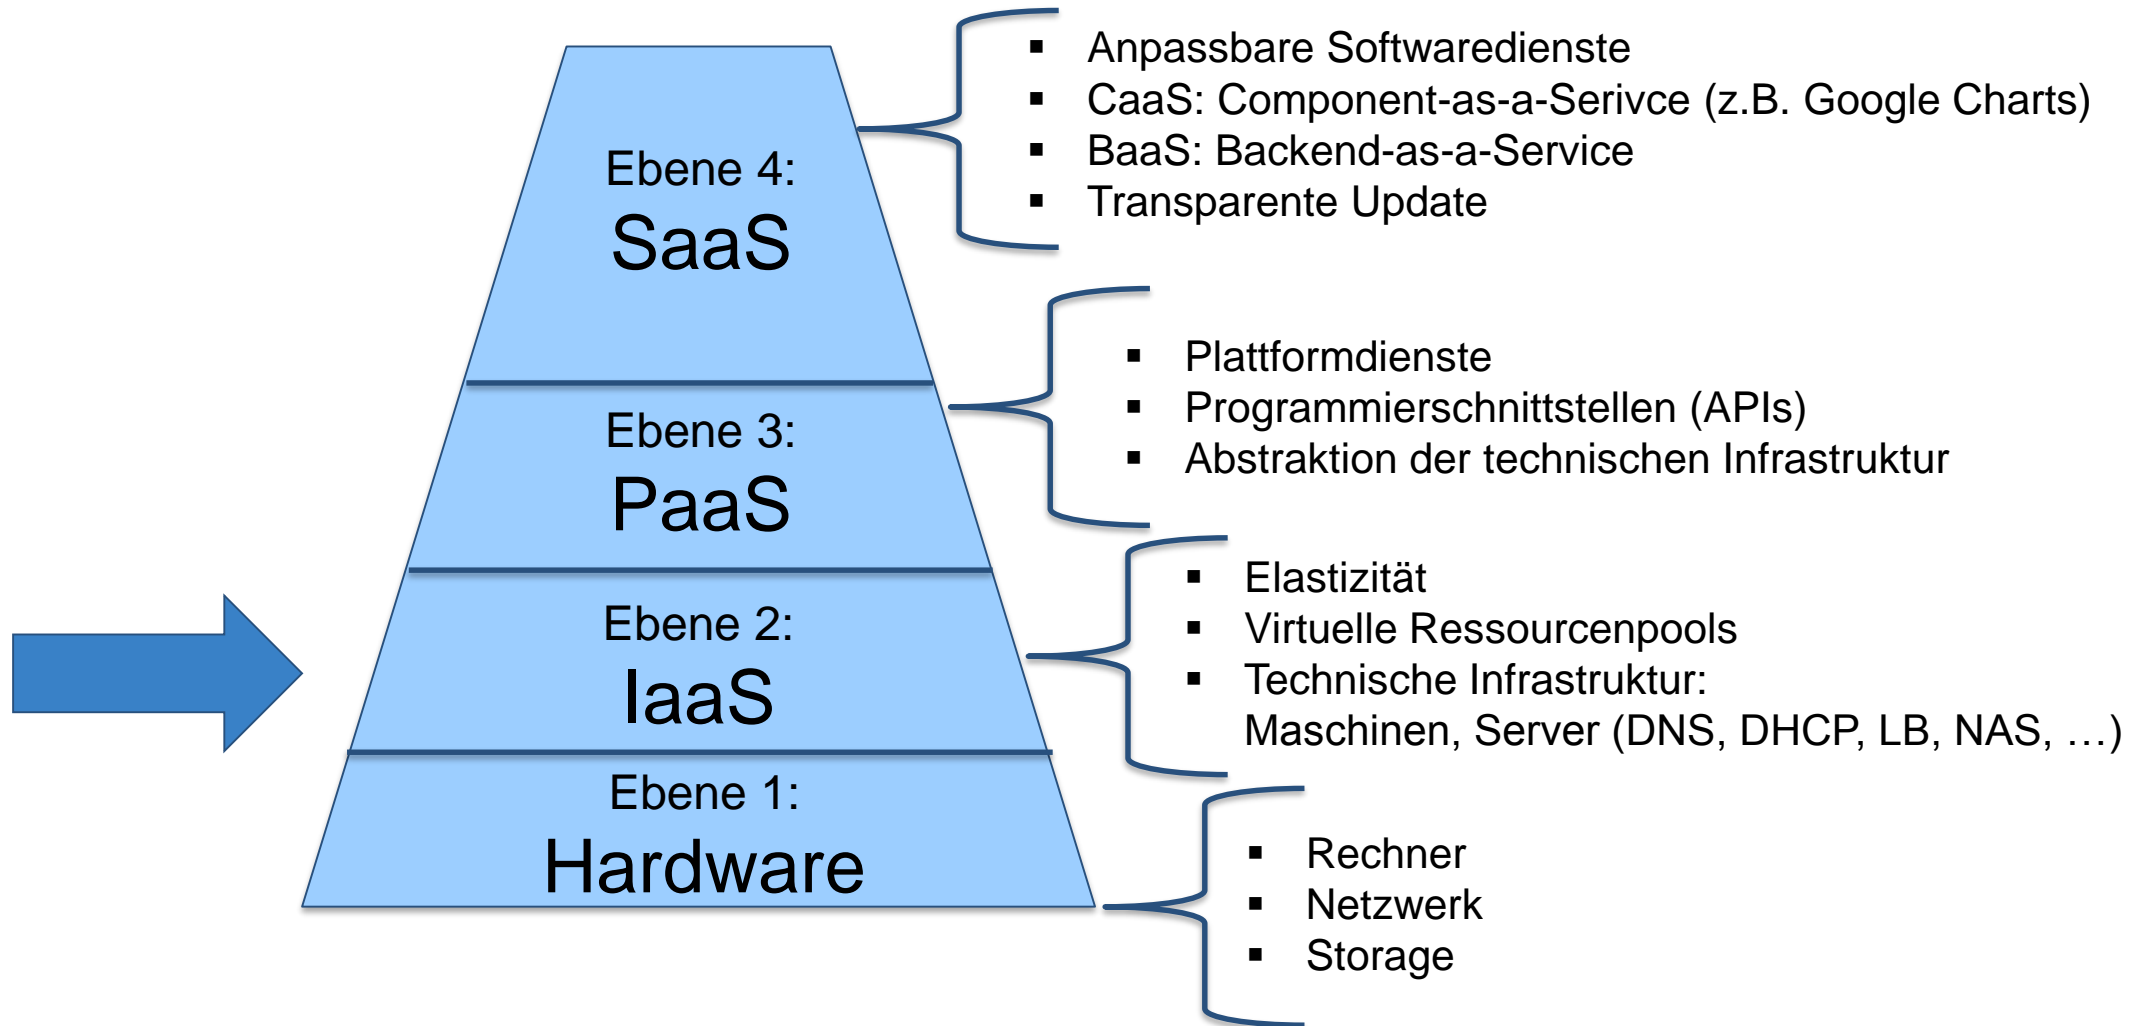 Ebene 4:
SaaS
▪ Anpassbare Softwaredienste
▪ CaaS: Component-as-a-Serivce (z.B. Google Charts)
▪ BaaS: Backend-as-a-Service
▪ Transparente Update
Ebene 3:
PaaS
▪ Plattformdienste
▪ Programmierschnittstellen (APIs)
▪ Abstraktion der technischen Infrastruktur
Ebene 2:
IaaS
▪ Elastizität
▪ Virtuelle Ressourcenpools
▪ Technische Infrastruktur:
Maschinen, Server (DNS, DHCP, LB, NAS, …)
Ebene 1:
Hardware
▪ Rechner
▪ Netzwerk
▪ Storage